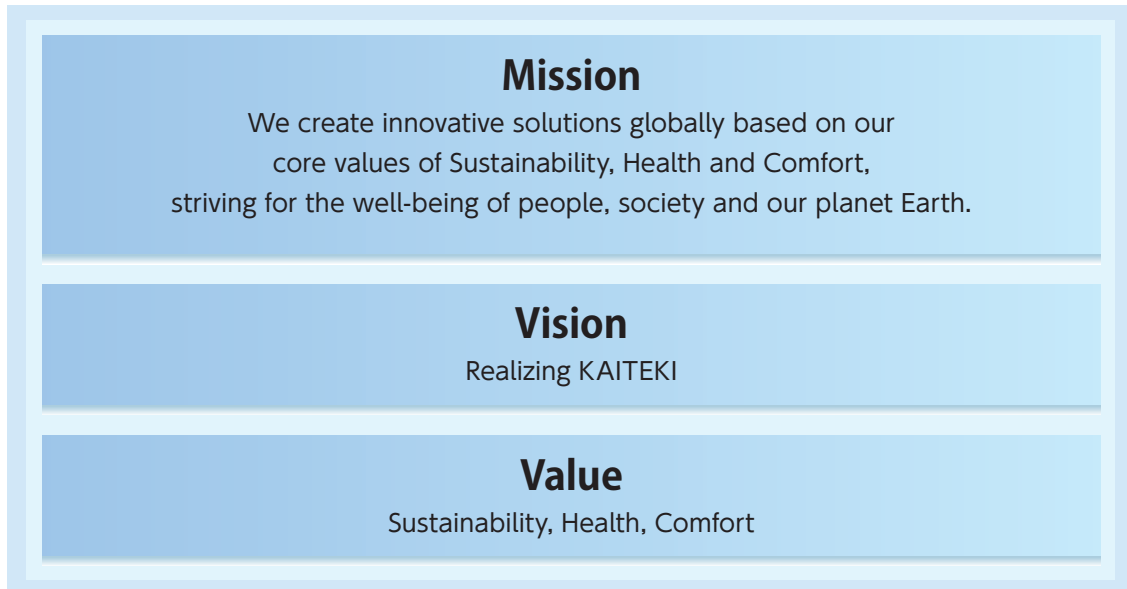 Mission
We create innovative solutions globally based on our
core values of Sustainability, Health and Comfort,
striving for the well-being of people, society and our planet Earth.
Vision
Realizing KAITEKI
Value
Sustainability, Health, Comfort